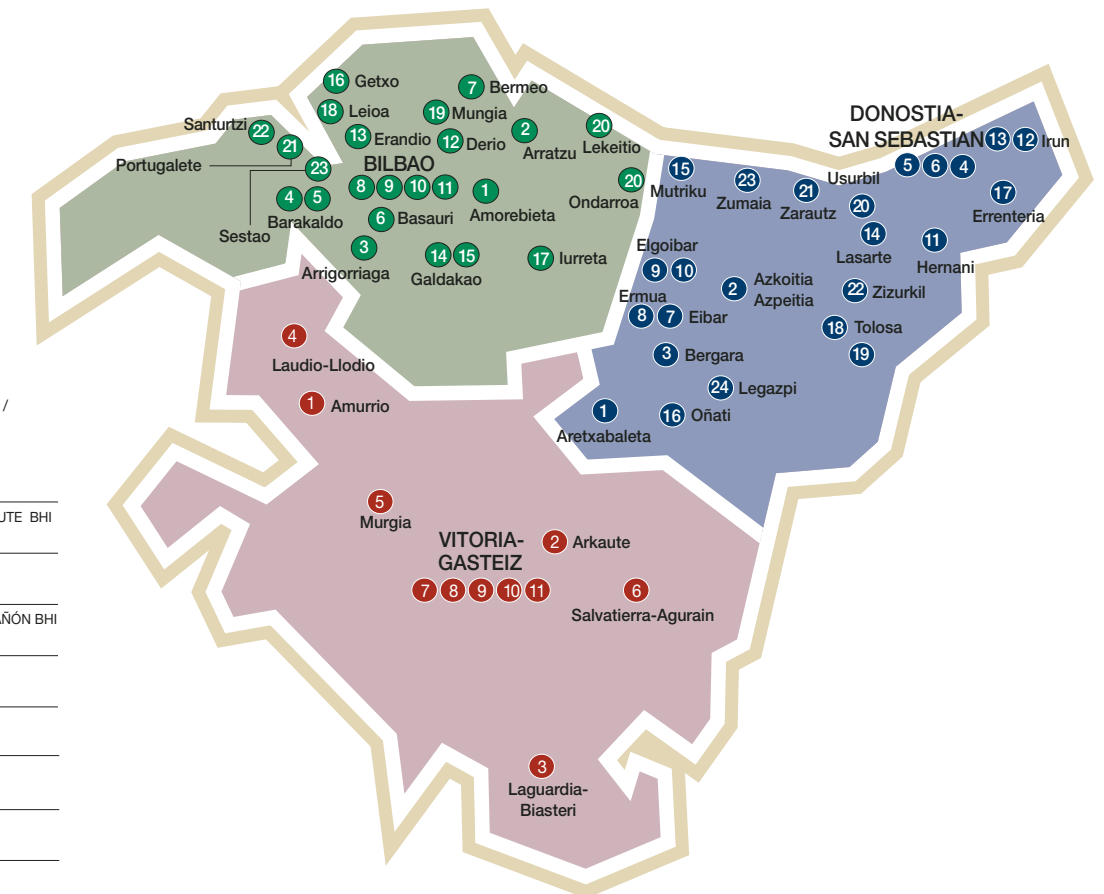 16 Getxo
7 Bermeo
18 Leioa
19 Mungia
Santurtzi 22
13 Erandio
12 Derio
2
Arratzu
20
Lekeitio
21
Portugalete
23
BILBAO
8 9 10 11
1
Amorebieta
20
Ondarroa
4 5
Barakaldo
6 Basauri
Sestao
3
Arrigorriaga
14 15
Galdakao
17 Iurreta
DONOSTIA-
SAN SEBASTIAN
13 12 Irun
5 6 4
15
Mutriku
23
Zumaia
21
Zarautz
Usurbil
20
17
Errenteria
14
Lasarte
11
Hernani
Elgoibar
9 10
2 Azkoitia
Azpeitia
22 Zizurkil
Ermua
8 7 Eibar
18 Tolosa
19
3 Bergara
24 Legazpi
1
Aretxabaleta
16 Oñati
4
Laudio-Llodio
1 Amurrio
5
Murgia
VITORIA-
GASTEIZ
7 8 9 10 11
2 Arkaute
6
Salvatierra-Agurain
3
Laguardia-
Biasteri
/
UTE BHI
AÑÓN BHI